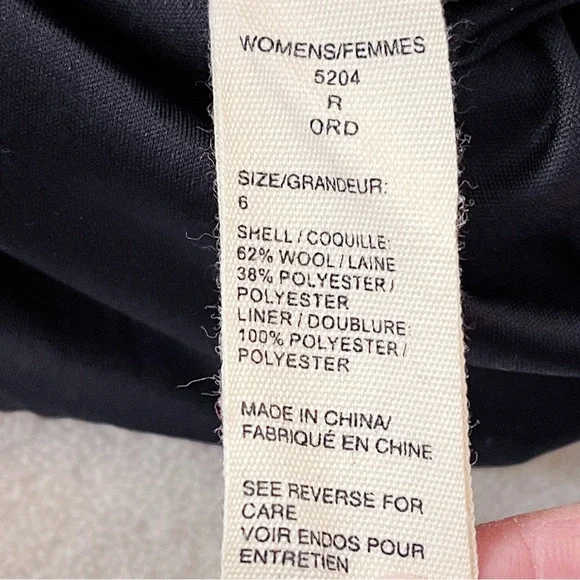 WOMENS/FEMMES
5204
R
ORD
SIZE/GRANDEUR:
6
SHELL / COQUILLE:
62% WOOL / LAINE
38% POLYESTER /
POLYESTER
LINER / DOUBLURE:
100% POLYESTER /
POLYESTER
MADE IN CHINA/
FABRIQUÉ EN CHINE
SEE REVERSE FOR
CARE
VOIR ENDOS POUR
ENTRETIEN